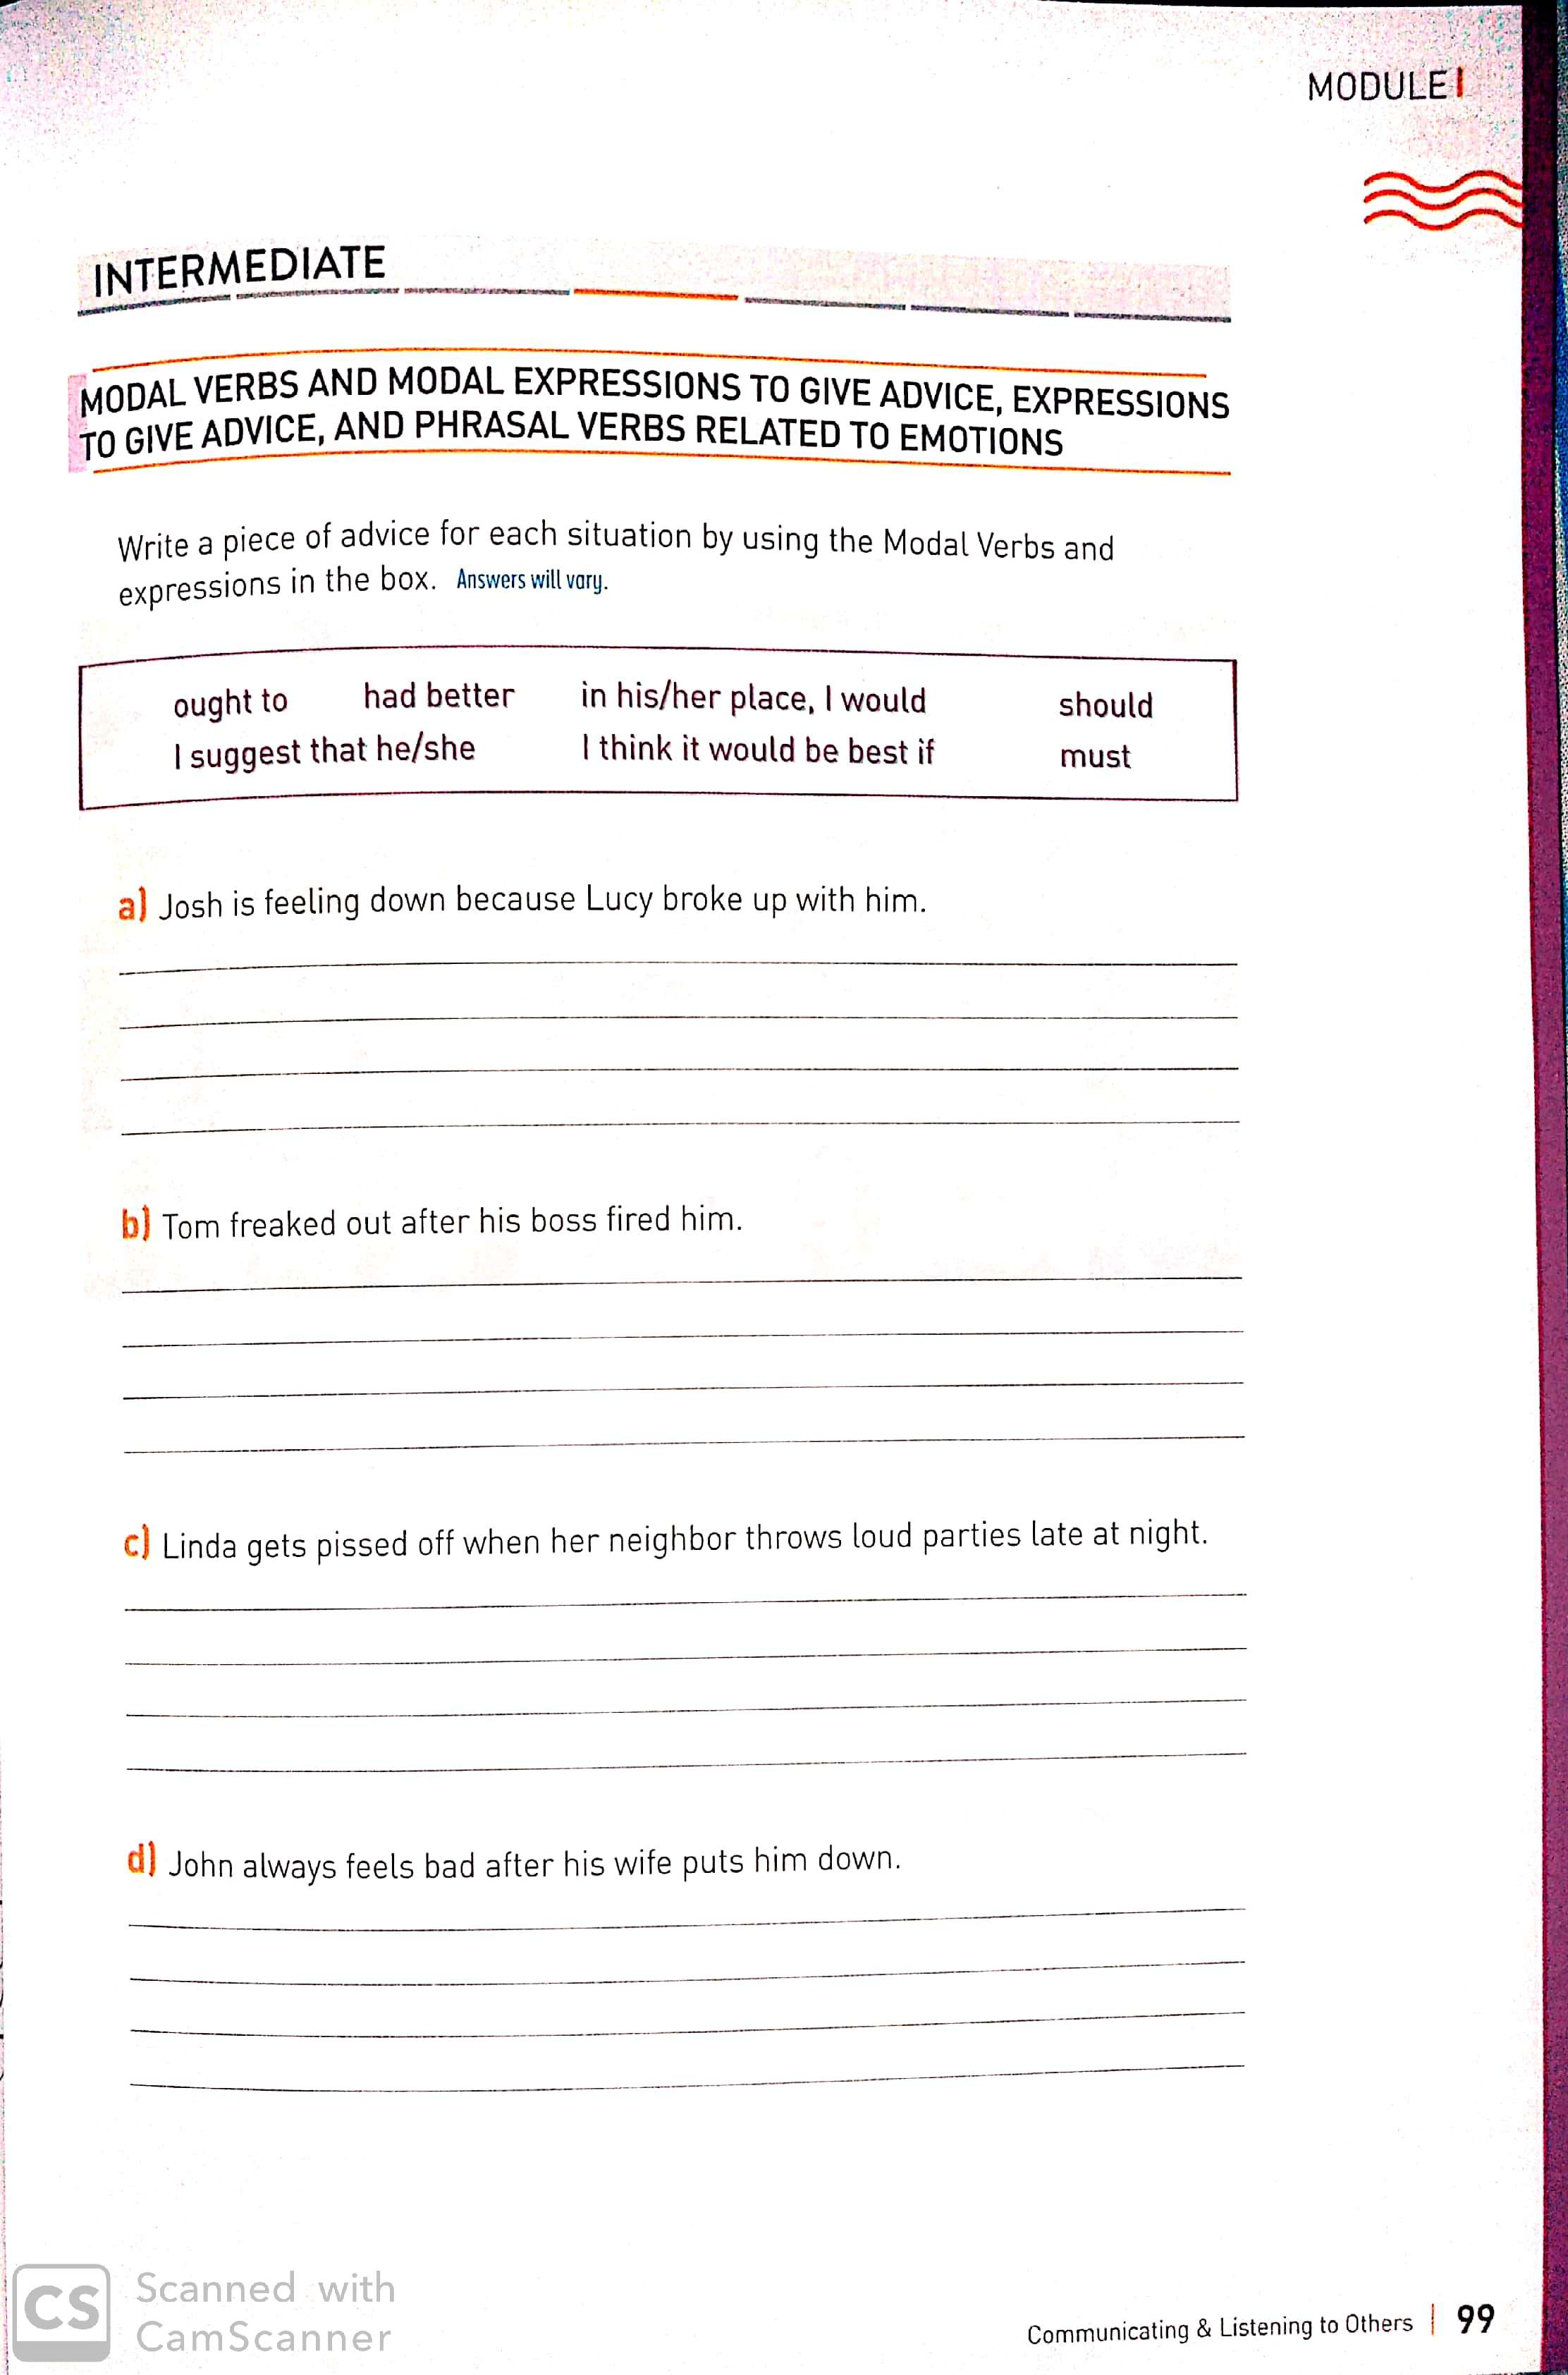 MODULE I
INTERMEDIATE
MODAL VERBS AND MODAL EXPRESSIONS TO GIVE ADVICE, EXPRESSIONS
TO GIVE ADVICE, AND PHRASAL VERBS RELATED TO EMOTIONS
Write a piece of advice for each situation by using the Modal Verbs and
expressions in the box. Answers will vary.
ought to had better in his/her place, I would should
I suggest that he/she I think it would be best if must
a) Josh is feeling down because Lucy broke up with him.
b) Tom freaked out after his boss fired him.
c) Linda gets pissed off when her neighbor throws loud parties late at night.
d) John always feels bad after his wife puts him down.
CS Scanned with
CamScanner
Communicating & Listening to Others | 99